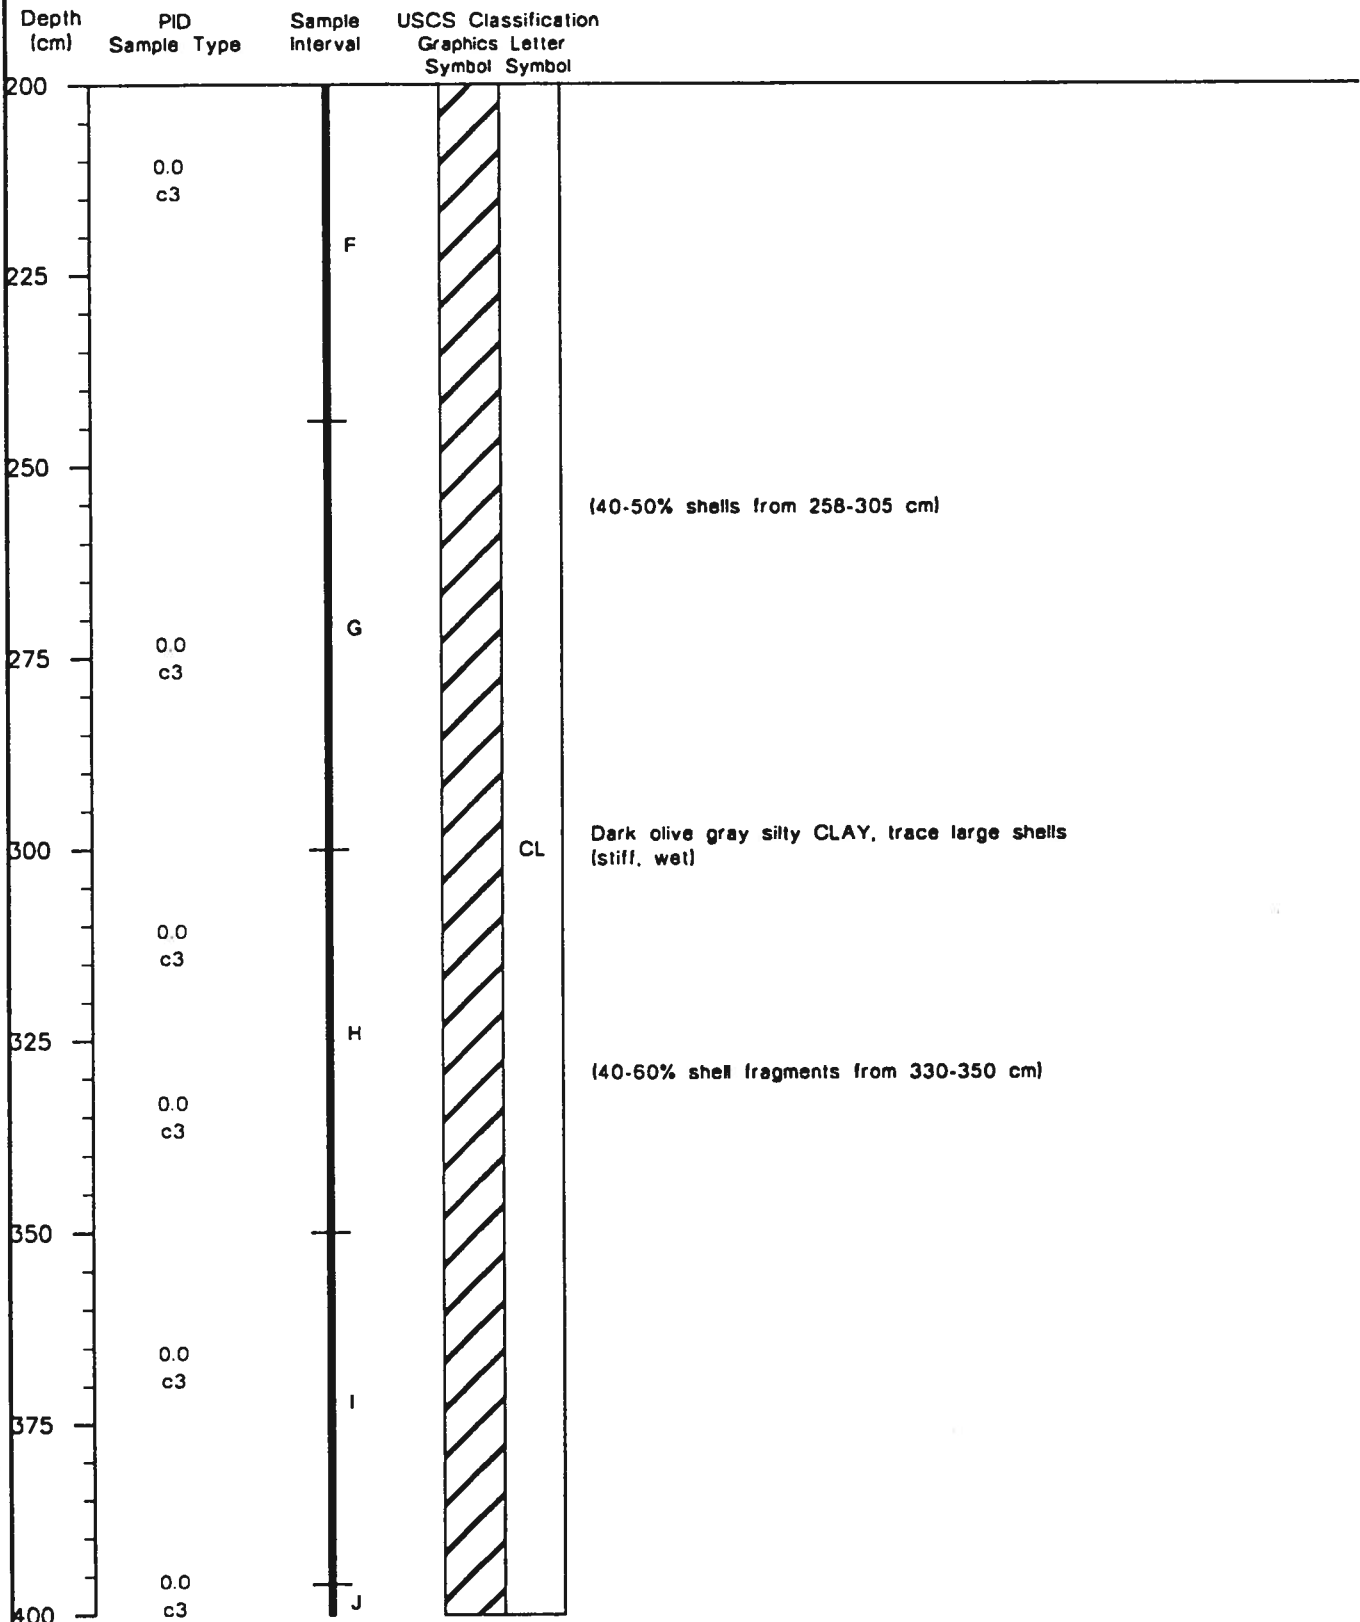 Depth (cm)
PID Sample Type
Sample Interval
USCS Classification
Graphics Symbol
Letter Symbol
200
0.0
c3
F
225
250
(40-50% shells from 258-305 cm)
G
0.0
c3
275
Dark olive gray silty CLAY, trace large shells
(stiff, wet)
300
CL
0.0
c3
H
325
(40-60% shell fragments from 330-350 cm)
0.0
c3
350
0.0
c3
I
375
0.0
c3
J
400